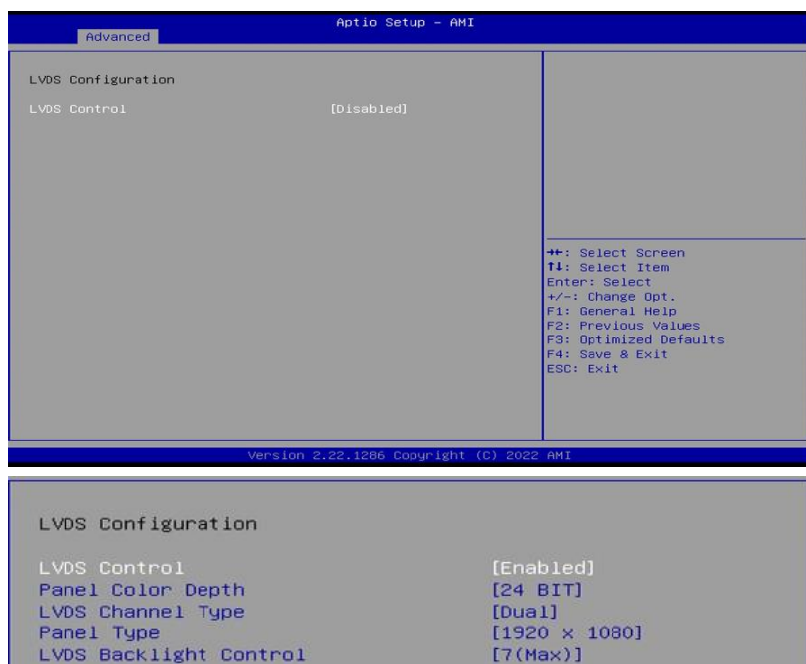 Aptio Setup – AMI
Advanced
LVDS Configuration
LVDS Control [Disabled]
→←: Select Screen
↑↓: Select Item
Enter: Select
+/-: Change Opt.
F1: General Help
F2: Previous Values
F3: Optimized Defaults
F4: Save & Exit
ESC: Exit
Version 2.22.1286 Copyright (C) 2022 AMI
LVDS Configuration
LVDS Control [Enabled]
Panel Color Depth [24 BIT]
LVDS Channel Type [Dual]
Panel Type [1920 x 1080]
LVDS Backlight Control [7(Max)]